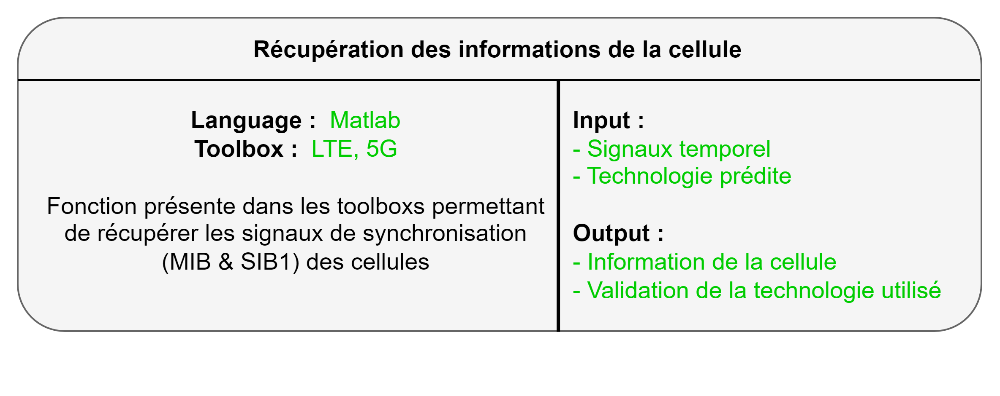 Récupération des informations de la cellule
Language : Matlab
Toolbox : LTE, 5G
Fonction présente dans les toolboxs permettant
de récupérer les signaux de synchronisation
(MIB & SIB1) des cellules
Input :
- Signaux temporel
- Technologie prédite
Output :
- Information de la cellule
- Validation de la technologie utilisé